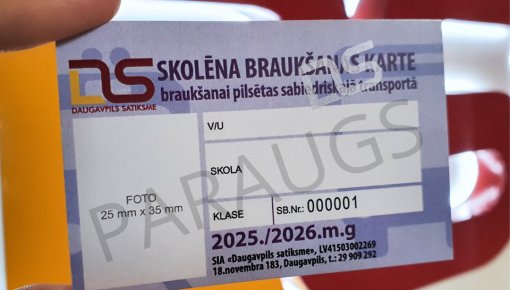 DS
SKOLĒNA BRAUKŠANAS KARTE
DAUGAVPILS SATIKSME
braukšanai pilsētas sabiedriskajā transportā
DS
V/U
SKOLA
FOTO
25 mm x 35 mm
PARAUGS
KLASE
SB.Nr.: 000001
2025./2026.m.g
SIA «Daugavpils satiksme», LV41503002269
18.novembra 183, Daugavpils, t.: 29 909 292